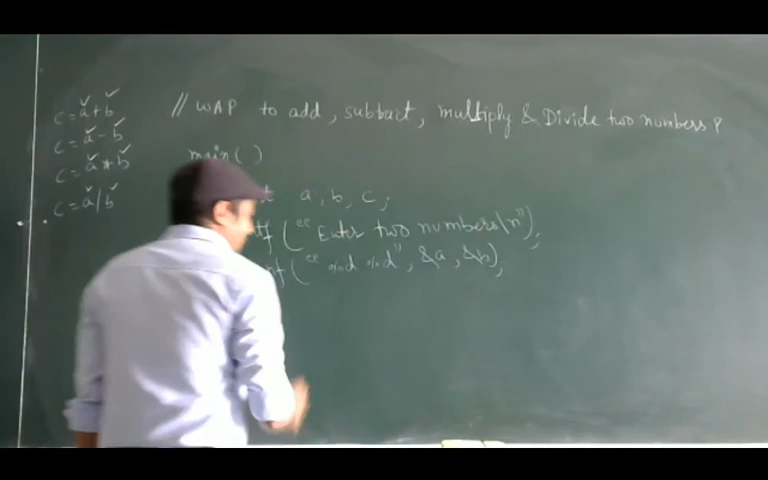 c = a + b
c = a - b
c = a * b
c = a / b
// WAP to add, subtract, multiply & Divide two numbers ?
main( )
a, b, c;
("Enter two numbers\n");
("%d %d", &a, &b);